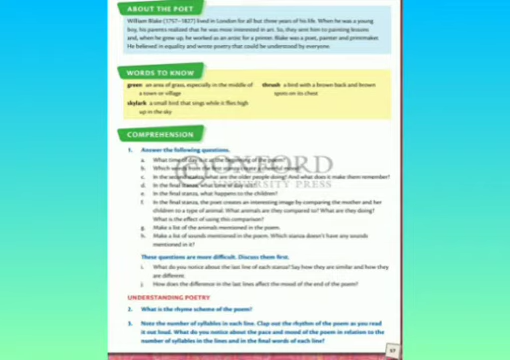 ABOUT THE POET
William Blake (1757–1827) lived in London for all but three years of his life. When he was a young
boy, his parents realized that he was most interested in art. So, they sent him to painting lessons
and, when he grew up, he worked as an artist for a printer. Blake was a poet, painter and printmaker.
He believed in equality and wrote poetry that could be understood by everyone.
WORDS TO KNOW
green an area of grass, especially in the middle of
a town or village
skylark a small bird that sings while it flies high
up in the sky
thrush a bird with a brown back and brown
spots on its chest
COMPREHENSION
1. Answer the following questions.
a. What time of day is it at the beginning of the poem?
b. Which words from the first stanza create a
c. In the second stanza, what are the older people doing? And what does it make them remember?
d. In the final stanza, what time of day is it?
e. In the final stanza, what happens to the children?
f. In the final stanza, the poet creates an interesting image by comparing the mother and her
children to a type of animal. What animals are they compared to? What are they doing?
What is the effect of using this comparison?
g. Make a list of the animals mentioned in the poem.
h. Make a list of sounds mentioned in the poem. Which stanza doesn't have any sounds
mentioned in it?
© OXFORD
UNIVERSITY PRESS
These questions are more difficult. Discuss them first.
i. What do you notice about the last line of each stanza? Say how they are similar and how they
are different.
j. How does the difference in the last lines affect the mood of the end of the poem?
UNDERSTANDING POETRY
2. What is the rhyme scheme of the poem?
3. Note the number of syllables in each line. Clap out the rhythm of the poem as you read
it out loud. What do you notice about the pace and mood of the poem in relation to the
number of syllables in the lines and in the final words of each line?